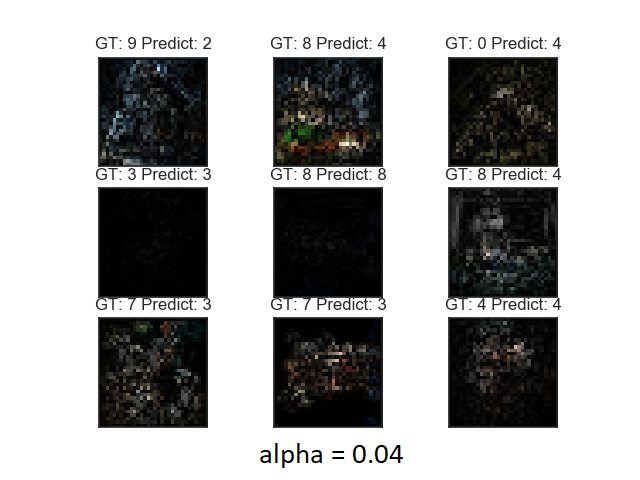 GT: 9 Predict: 2 GT: 8 Predict: 4 GT: 0 Predict: 4
GT: 3 Predict: 3 GT: 8 Predict: 8 GT: 8 Predict: 4
GT: 7 Predict: 3 GT: 7 Predict: 3 GT: 4 Predict: 4
alpha = 0.04